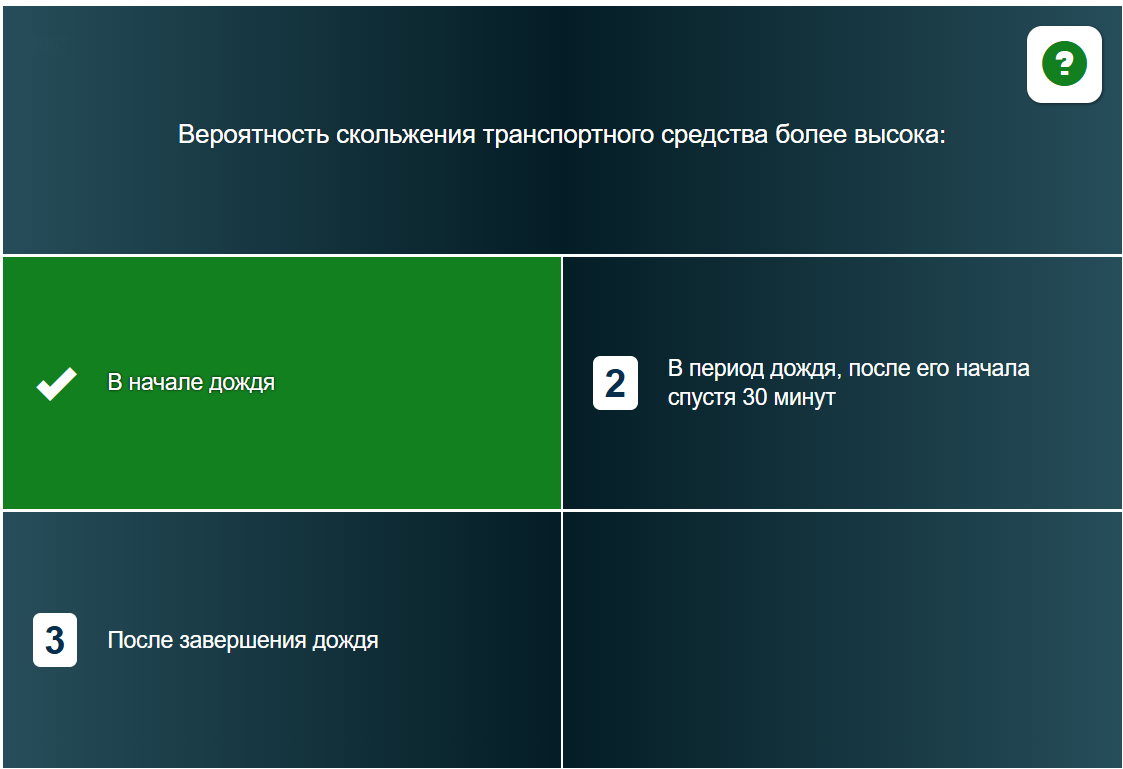 ?
Вероятность скольжения транспортного средства более высока:
В начале дождя
2
В период дождя, после его начала
спустя 30 минут
3
После завершения дождя